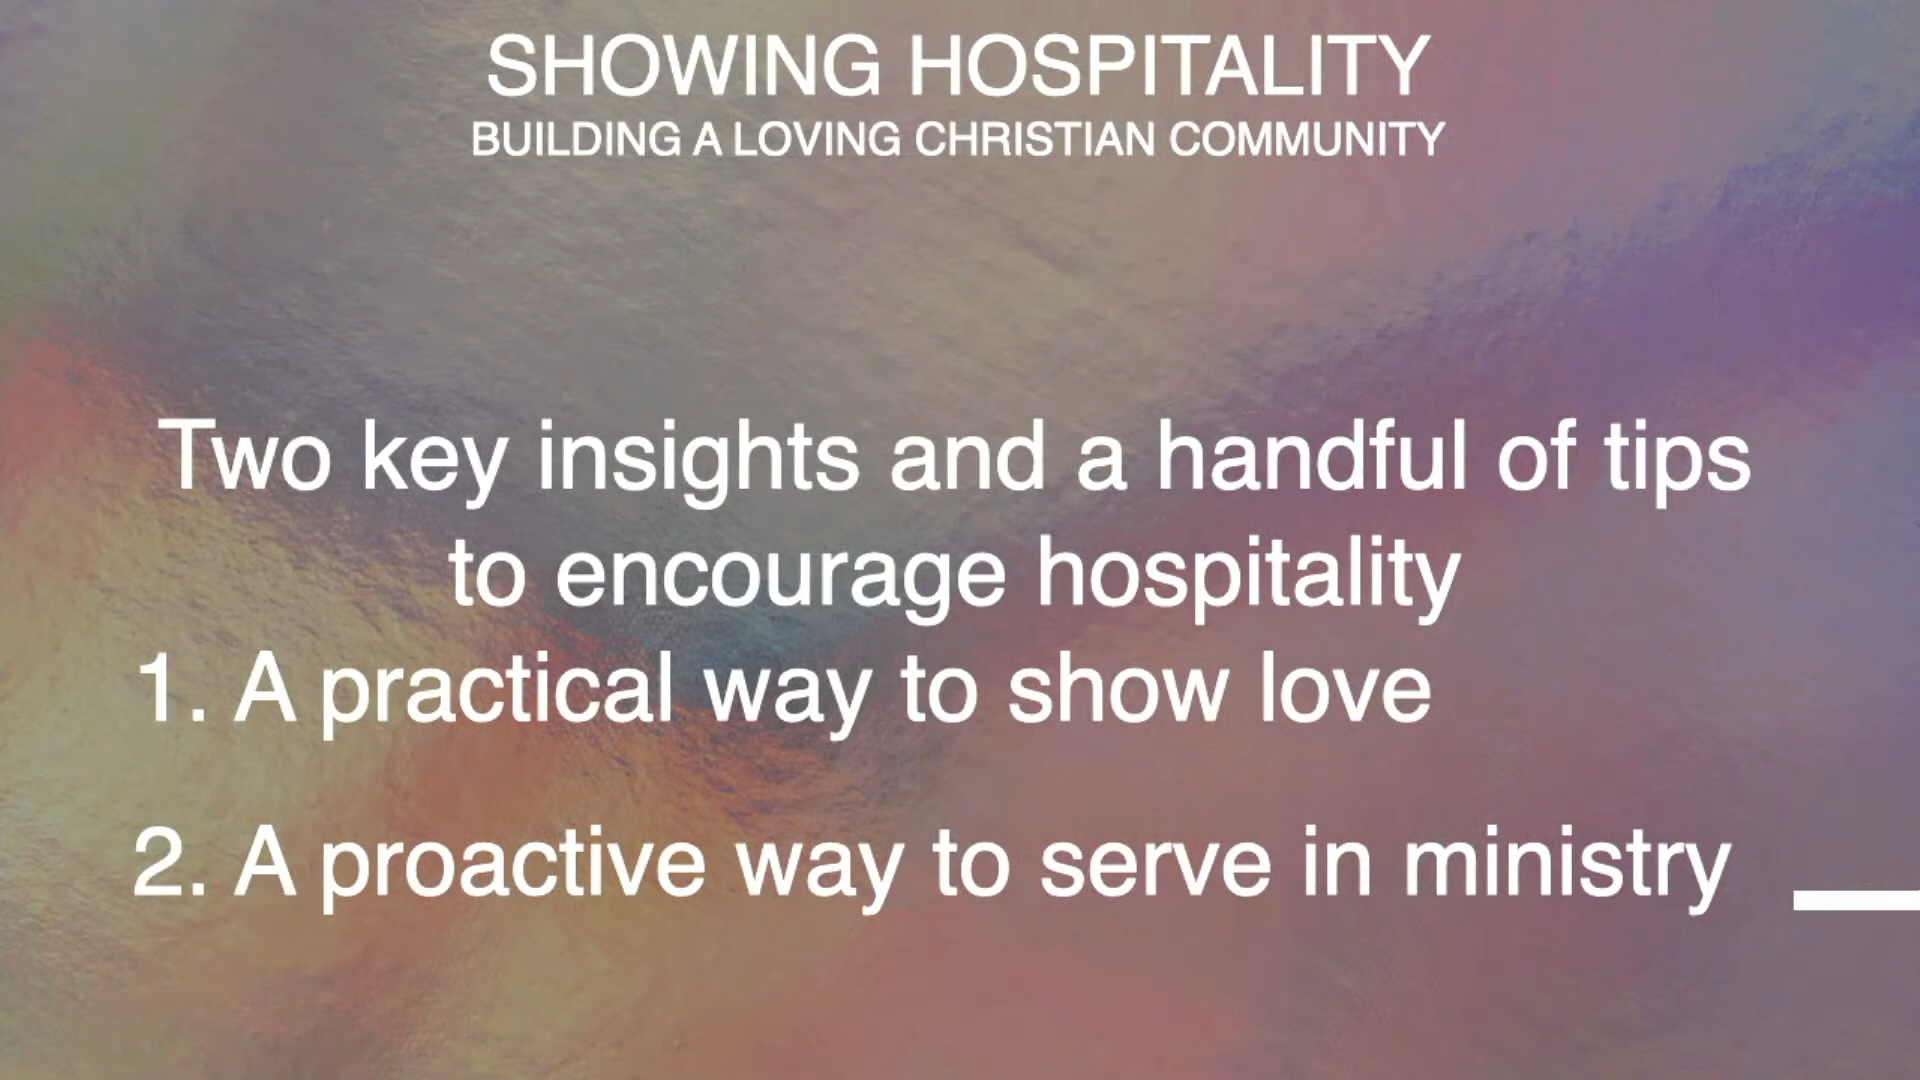 SHOWING HOSPITALITY
BUILDING A LOVING CHRISTIAN COMMUNITY
Two key insights and a handful of tips
to encourage hospitality
1. A practical way to show love
2. A proactive way to serve in ministry